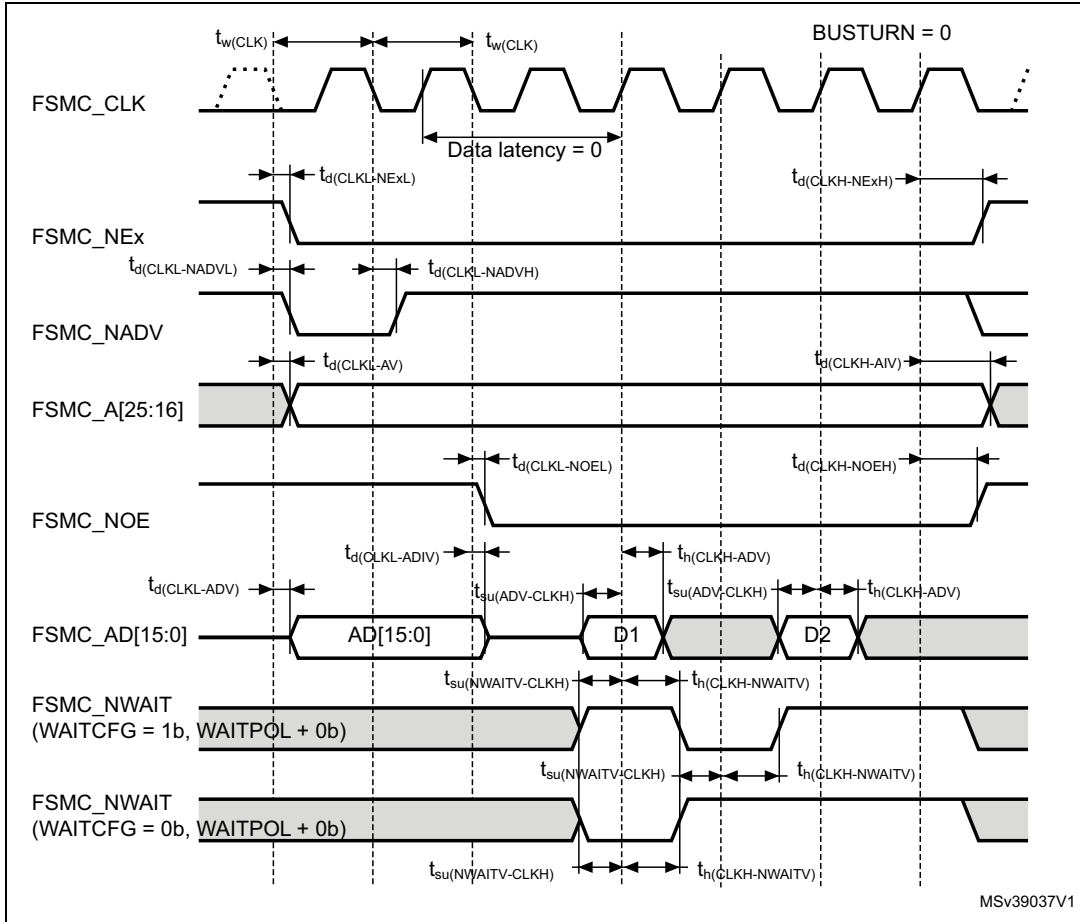 BUSTURN = 0
tw(CLK) tw(CLK)
FSMC_CLK
Data latency = 0
td(CLKL-NExL) td(CLKH-NExH)
FSMC_NEx
td(CLKL-NADVL) td(CLKL-NADVH)
FSMC_NADV
td(CLKL-AV) td(CLKH-AIV)
FSMC_A[25:16]
td(CLKL-NOEL) td(CLKH-NOEH)
FSMC_NOE
td(CLKL-ADIV) th(CLKH-ADV)
td(CLKL-ADV) tsu(ADV-CLKH) tsu(ADV-CLKH) th(CLKH-ADV)
FSMC_AD[15:0] AD[15:0] D1 D2
tsu(NWAITV-CLKH) th(CLKH-NWAITV)
FSMC_NWAIT
(WAITCFG = 1b, WAITPOL + 0b)
tsu(NWAITV-CLKH) th(CLKH-NWAITV)
FSMC_NWAIT
(WAITCFG = 0b, WAITPOL + 0b)
tsu(NWAITV-CLKH) th(CLKH-NWAITV)
MSv39037V1